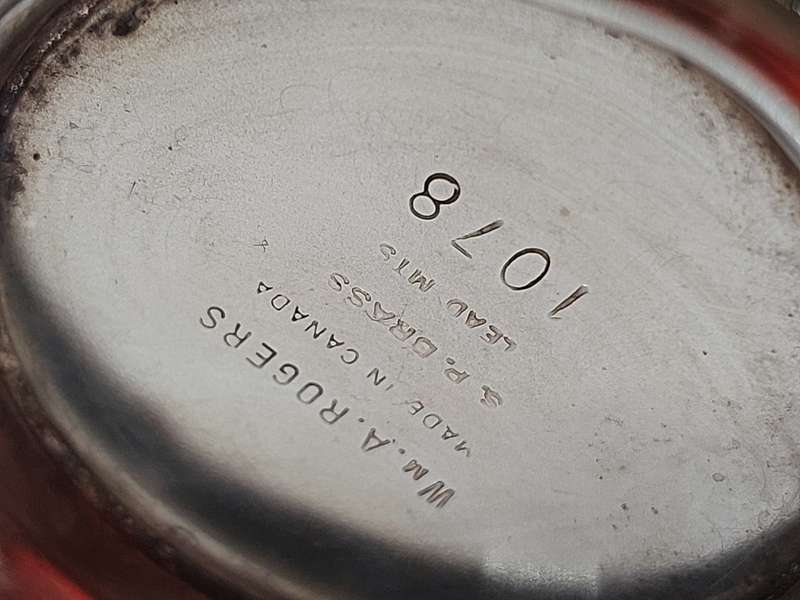 WM. A. ROGERS
MADE IN CANADA
S.P. BRASS
LEAD MTS
1078